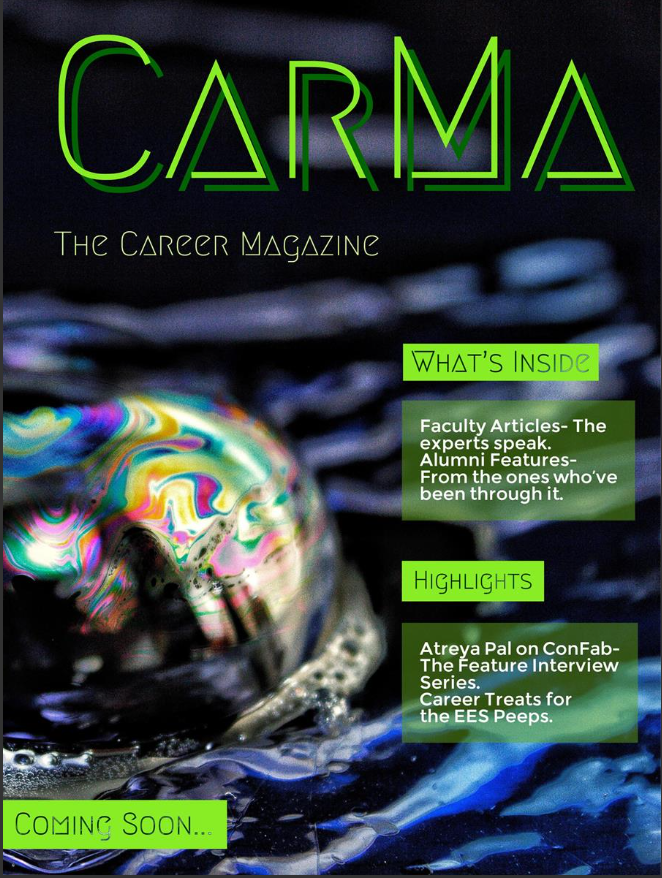 CarMa
The Career Magazine
What's Inside
Faculty Articles- The
experts speak.
Alumni Features-
From the ones who've
been through it.
Highlights
Atreya Pal on ConFab-
The Feature Interview
Series.
Career Treats for
the EES Peeps.
Coming Soon...